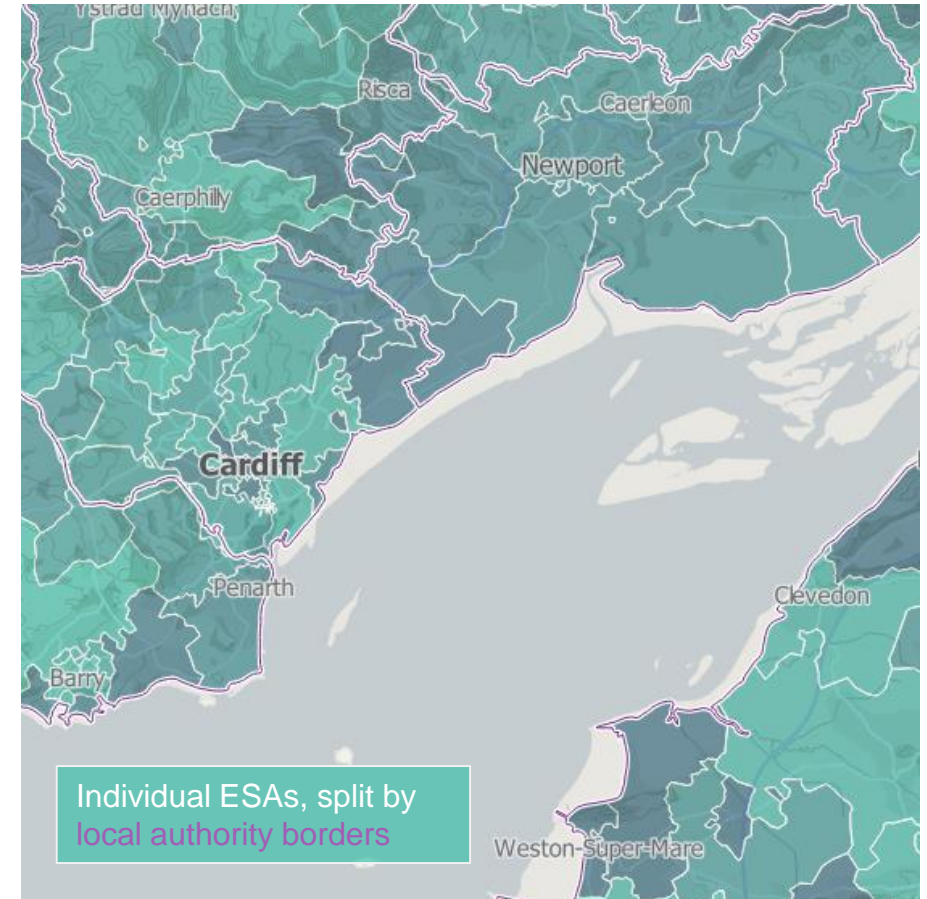 Ystrad Mynach
Risca
Caerleon
Newport
Caerphilly
Cardiff
Penarth
Clevedon
Barry
Individual ESAs, split by
local authority borders
Weston-Super-Mare